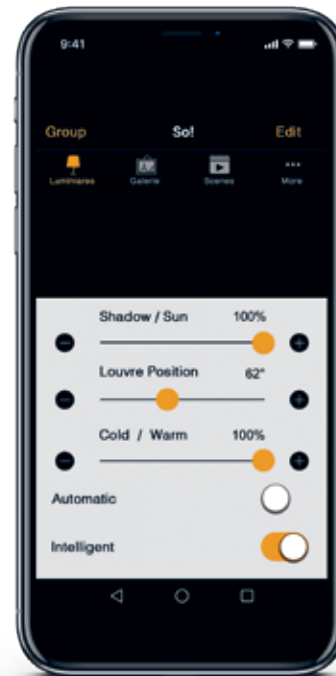 9:41
Group So! Edit
Luminiares Galerie Scenes More
Shadow / Sun 100%
Louvre Position 62°
Cold / Warm 100%
Automatic
Intelligent